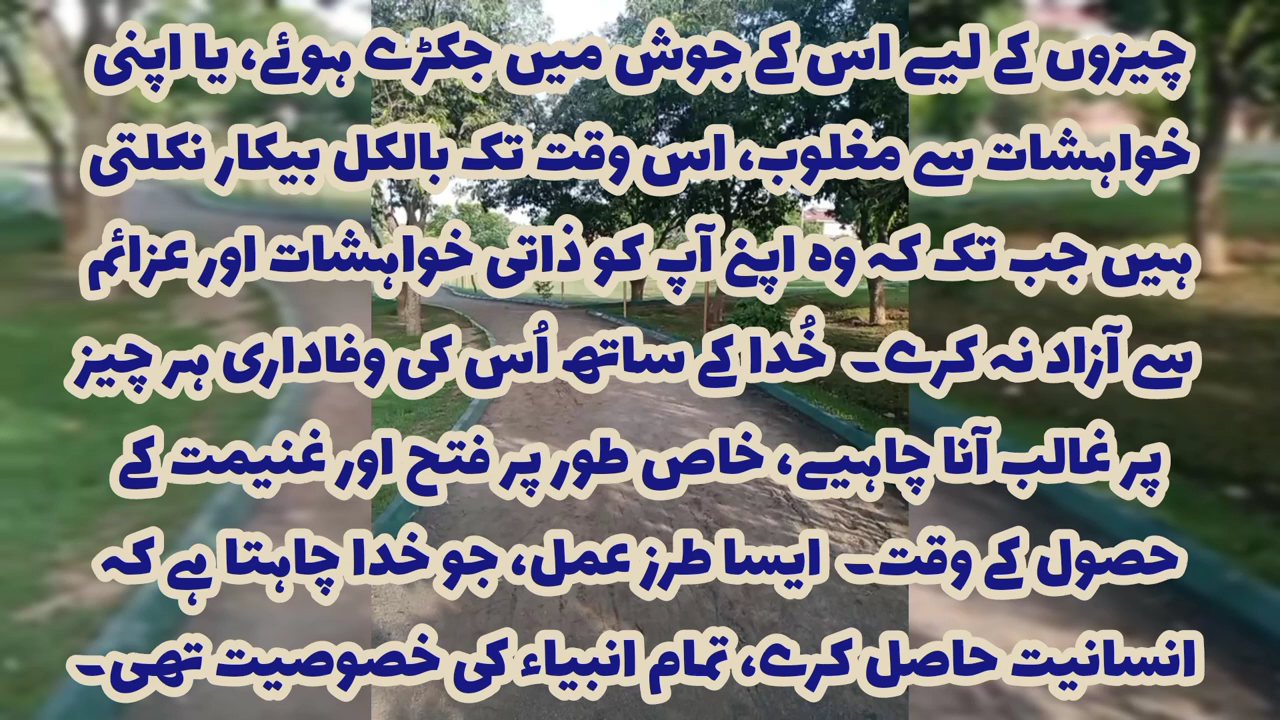 چیزوں کے لیے اس کے جوش میں جکڑے ہوئے، یا اپنی
خواہشات سے مغلوب، اس وقت تک بالکل بیکار نکلتی
ہیں جب تک کہ وہ اپنے آپ کو ذاتی خواہشات اور عزائم
سے آزاد نہ کرے۔ خُدا کے ساتھ اُس کی وفاداری ہر چیز
پر غالب آنا چاہیے، خاص طور پر فتح اور غنیمت کے
حصول کے وقت۔ ایسا طرز عمل، جو خدا چاہتا ہے کہ
انسانیت حاصل کرے، تمام انبیاء کی خصوصیت تھی۔